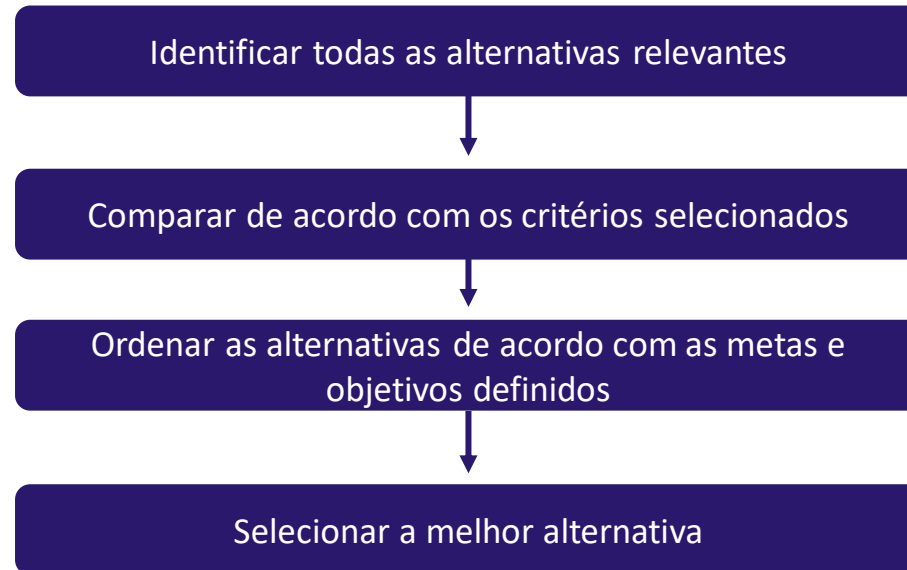 Identificar todas as alternativas relevantes
Comparar de acordo com os critérios selecionados
Ordenar as alternativas de acordo com as metas e
objetivos definidos
Selecionar a melhor alternativa